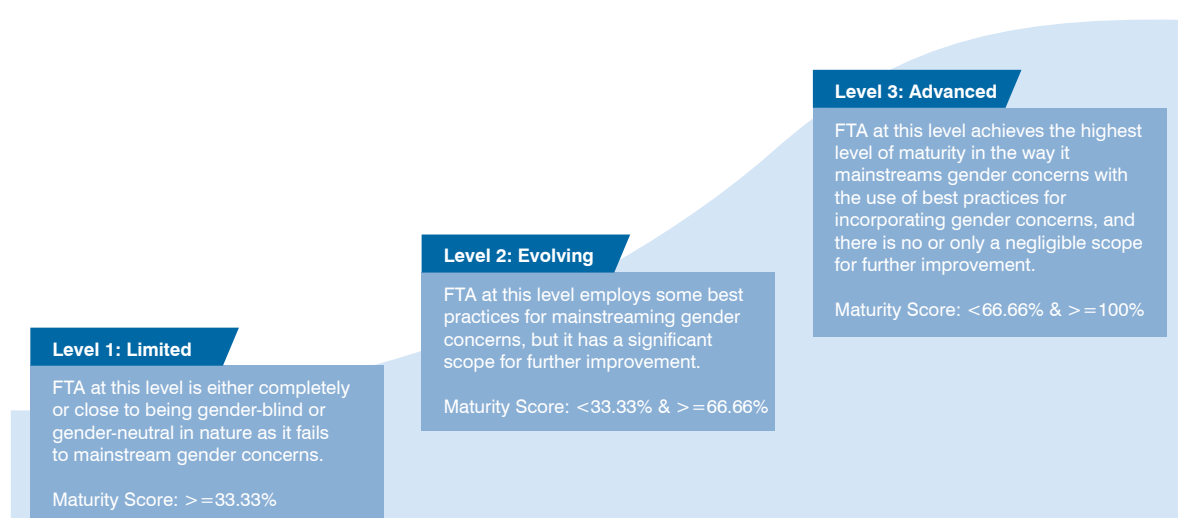 Level 3: Advanced
FTA at this level achieves the highest
level of maturity in the way it
mainstreams gender concerns with
the use of best practices for
incorporating gender concerns, and
there is no or only a negligible scope
for further improvement.
Maturity Score: <66.66% & >=100%
Level 2: Evolving
FTA at this level employs some best
practices for mainstreaming gender
concerns, but it has a significant
scope for further improvement.
Maturity Score: <33.33% & >=66.66%
Level 1: Limited
FTA at this level is either completely
or close to being gender-blind or
gender-neutral in nature as it fails
to mainstream gender concerns.
Maturity Score: >=33.33%